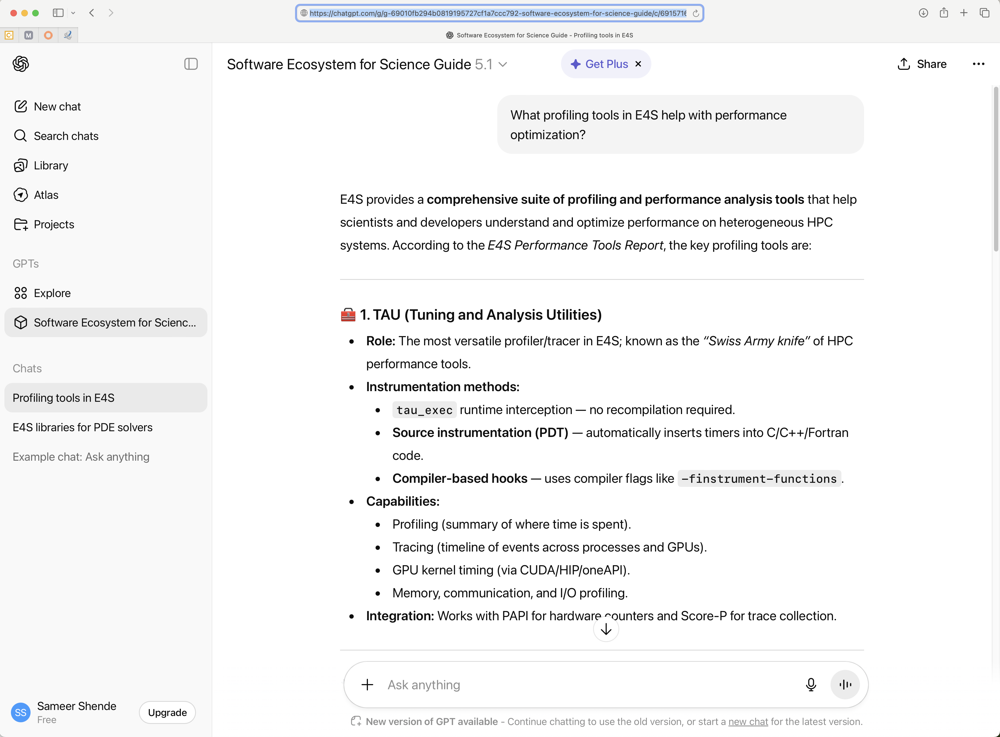 https://chatgpt.com/g/g-69010fb294b0819195727cf1a7ccc792-software-ecosystem-for-science-guide/c/6915716
M
Software Ecosystem for Science Guide - Profiling tools in E4S
Software Ecosystem for Science Guide 5.1
Get Plus ×
Share
New chat
Search chats
Library
Atlas
Projects
GPTs
Explore
Software Ecosystem for Scienc...
Chats
Profiling tools in E4S
E4S libraries for PDE solvers
Example chat: Ask anything
SS
Sameer Shende
Free
Upgrade
What profiling tools in E4S help with performance
optimization?
E4S provides a comprehensive suite of profiling and performance analysis tools that help
scientists and developers understand and optimize performance on heterogeneous HPC
systems. According to the E4S Performance Tools Report, the key profiling tools are:
1. TAU (Tuning and Analysis Utilities)
• Role: The most versatile profiler/tracer in E4S; known as the “Swiss Army knife” of HPC
performance tools.
• Instrumentation methods:
• tau_exec runtime interception — no recompilation required.
• Source instrumentation (PDT) — automatically inserts timers into C/C++/Fortran
code.
• Compiler-based hooks — uses compiler flags like -finstrument-functions.
• Capabilities:
• Profiling (summary of where time is spent).
• Tracing (timeline of events across processes and GPUs).
• GPU kernel timing (via CUDA/HIP/oneAPI).
• Memory, communication, and I/O profiling.
• Integration: Works with PAPI for hardware counters and Score-P for trace collection.
Ask anything
New version of GPT available - Continue chatting to use the old version, or start a new chat for the latest version.